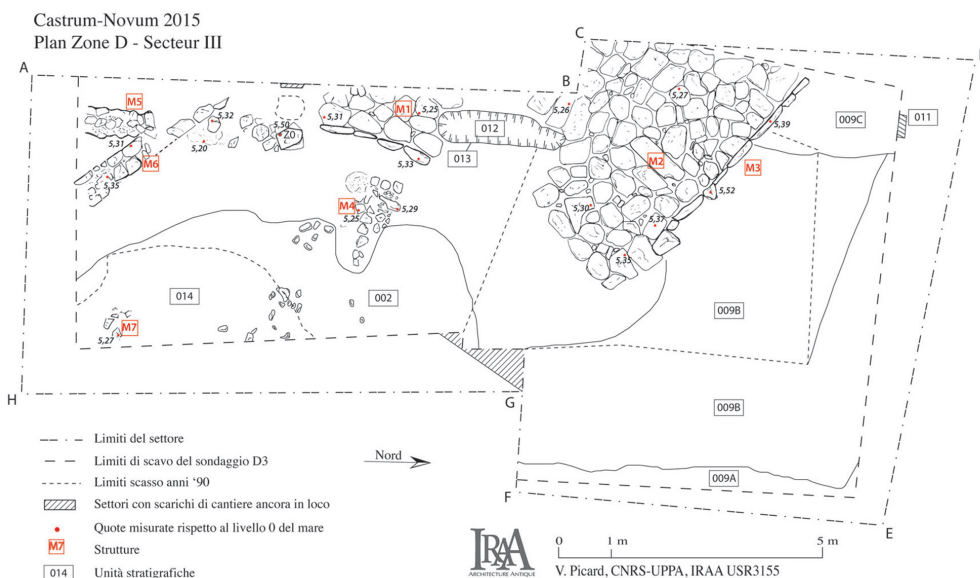 Castrum-Novum 2015
Plan Zone D - Secteur III
A
B
C
M5
5,32
5,50
5,31
M1
5,25
5,26
5,27
5,39
009C
011
012
5,31
M6
5,20
013
5,33
M2
M3
5,35
M4
5,25
5,29
5,30
5,52
5,37
5,35
014
002
009B
M7
5,27
H
G
009B
009A
F
E
Nord
Limiti del settore
Limiti di scavo del sondaggio D3
Limiti scasso anni ‘90
Settori con scarichi di cantiere ancora in loco
Quote misurate rispetto al livello 0 del mare
M7 Strutture
014 Unità stratigrafiche
IRAA
ARCHITECTURE ANTIQUE
0 1 m 5 m
V. Picard, CNRS-UPPA, IRAA USR3155